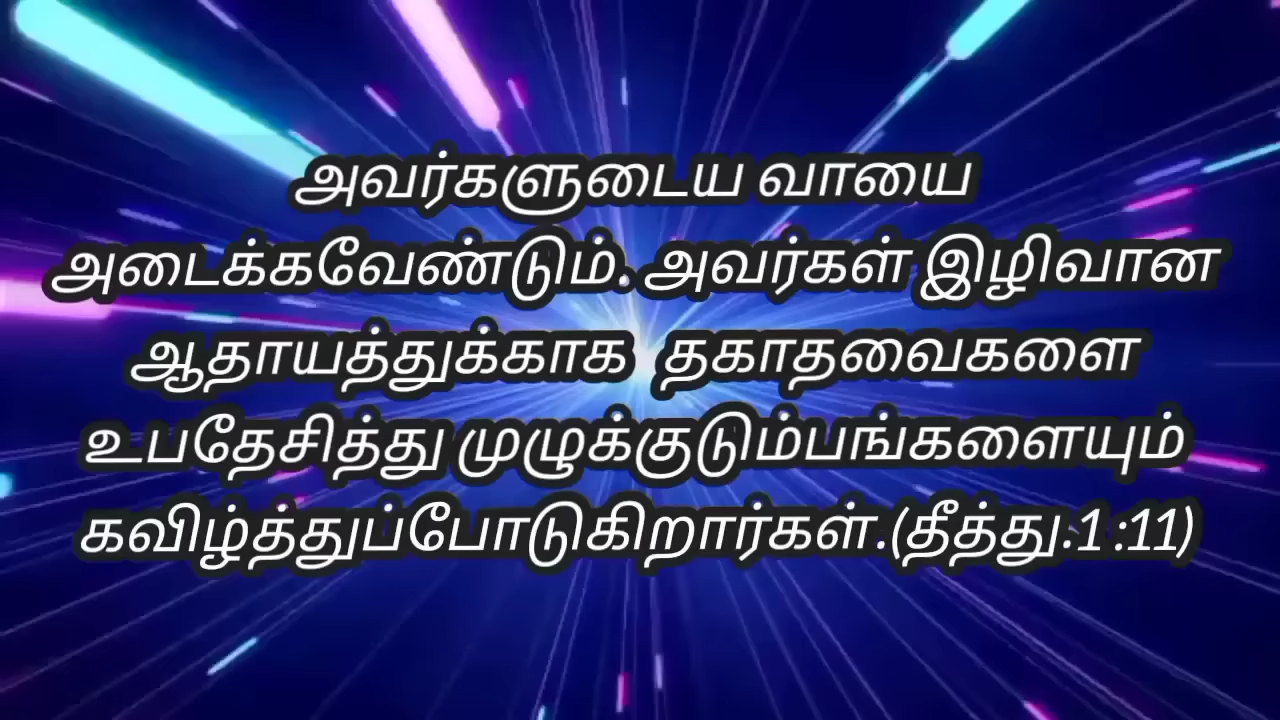 அவர்களுடைய வாயை
அடைக்கவேண்டும். அவர்கள் இழிவான
ஆதாயத்துக்காக தகாதவைகளை
உபதேசித்து முழுக்குடும்பங்களையும்
கவிழ்த்துப்போடுகிறார்கள்.(தீத்து.1 :11)